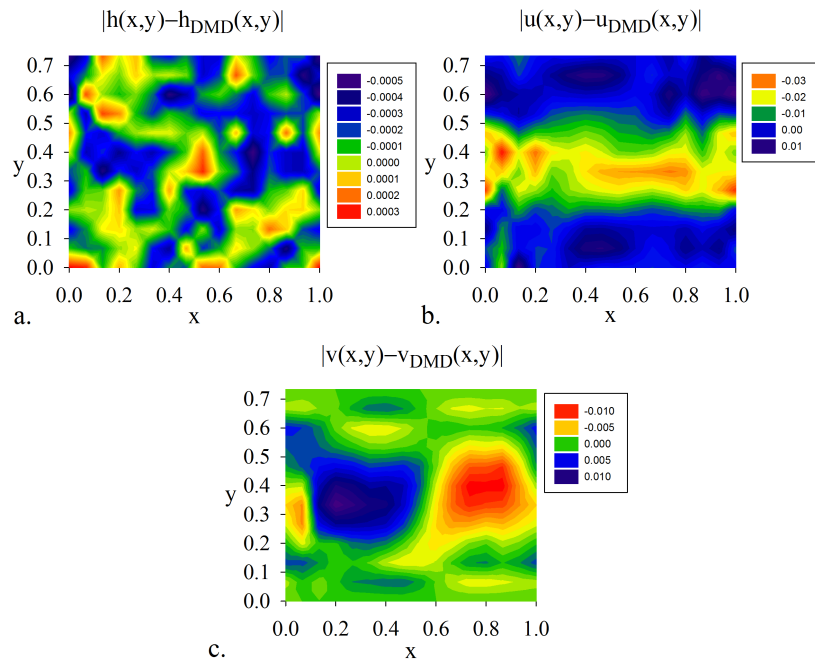 |h(x,y)−hDMD(x,y)|
0.7
0.6
0.5
0.4
y
0.3
0.2
0.1
0.0
0.0 0.2 0.4 0.6 0.8 1.0
x
-0.0005
-0.0004
-0.0003
-0.0002
-0.0001
0.0000
0.0001
0.0002
0.0003
a.
|u(x,y)−uDMD(x,y)|
0.7
0.6
0.5
0.4
y
0.3
0.2
0.1
0.0
0.0 0.2 0.4 0.6 0.8 1.0
x
-0.03
-0.02
-0.01
0.00
0.01
b.
|v(x,y)−vDMD(x,y)|
0.7
0.6
0.5
0.4
y
0.3
0.2
0.1
0.0
0.0 0.2 0.4 0.6 0.8 1.0
x
-0.010
-0.005
0.000
0.005
0.010
c.